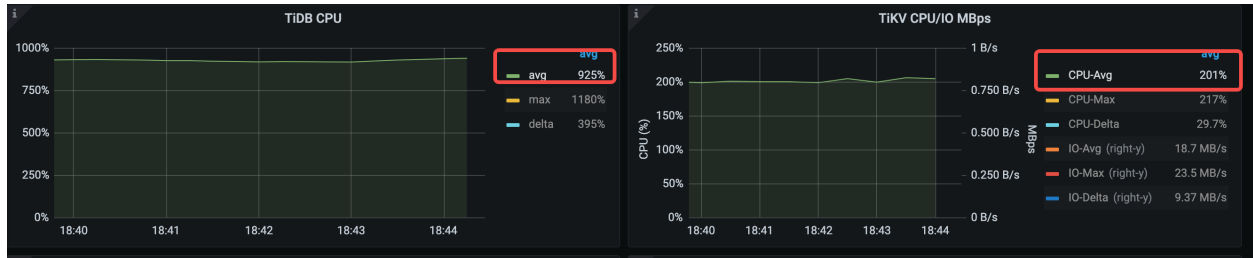 TiDB CPU
1000%
750%
500%
250%
0%
18:40 18:41 18:42 18:43 18:44
avg
avg 925%
max 1180%
delta 395%
TiKV CPU/IO MBps
CPU (%)
250%
200%
150%
100%
50%
0%
18:40 18:41 18:42 18:43 18:44
1 B/s
0.750 B/s
0.500 B/s
0.250 B/s
0 B/s
MBps
avg
CPU-Avg 201%
CPU-Max 217%
CPU-Delta 29.7%
IO-Avg (right-y) 18.7 MB/s
IO-Max (right-y) 23.5 MB/s
IO-Delta (right-y) 9.37 MB/s